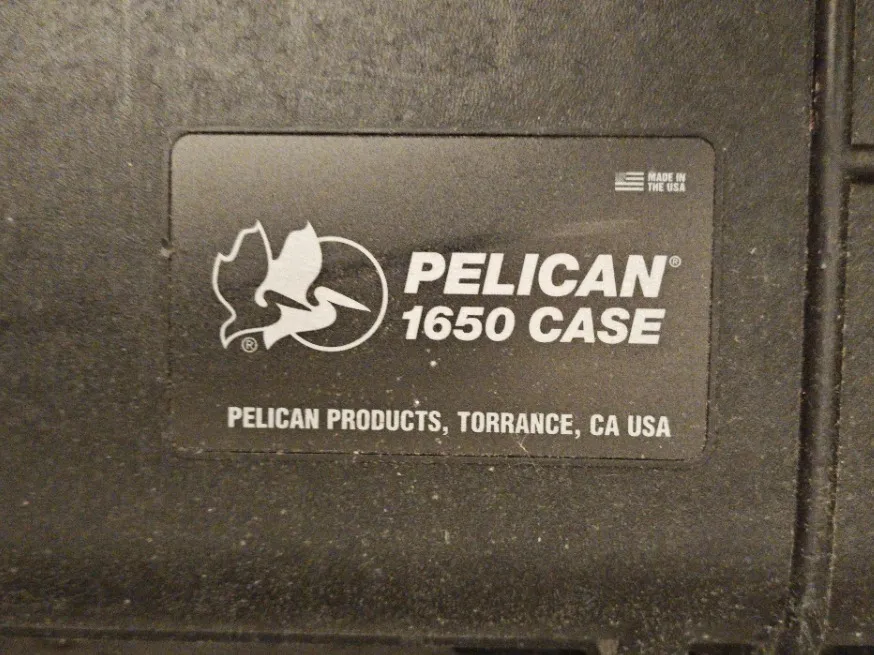 MADE IN
THE USA
PELICAN®
1650 CASE
®
PELICAN PRODUCTS, TORRANCE, CA USA